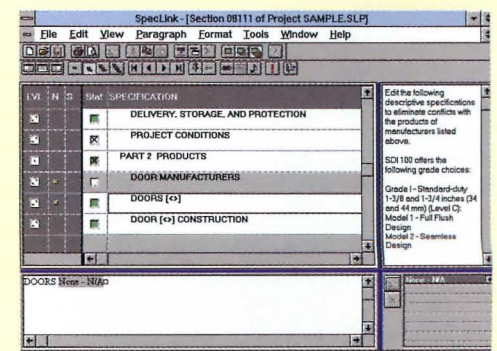 SpecLink - [Section 08111 of Project SAMPLE.SLP]
File Edit View Paragraph Format Tools Window Help
LVL N S Stat SPECIFICATION
DELIVERY, STORAGE, AND PROTECTION
PROJECT CONDITIONS
PART 2 PRODUCTS
DOOR MANUFACTURERS
DOORS [<>]
DOOR [<>] CONSTRUCTION
Edit the following
descriptive specifications
to eliminate conflicts with
the products of
manufacturers listed
above.
SDI 100 offers the
following grade choices:
Grade I - Standard-duty
1-3/8 and 1-3/4 inches (34
and 44 mm) (Level C):
Model 1 - Full Flush
Design
Model 2 - Seamless
Design
DOORS None - N/A
None - N/A